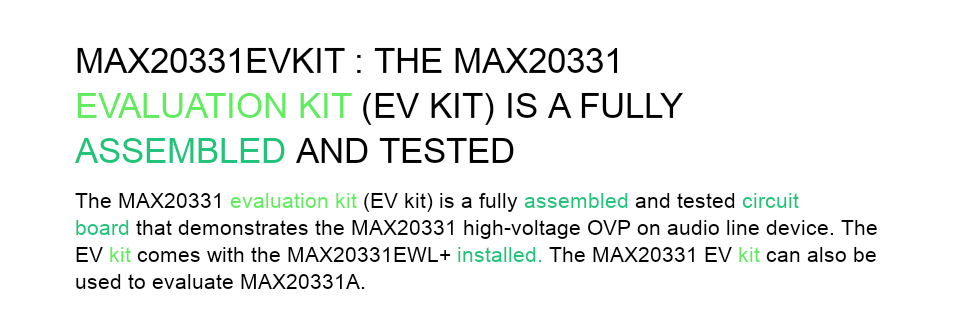 MAX20331EVKIT : THE MAX20331
EVALUATION KIT (EV KIT) IS A FULLY
ASSEMBLED AND TESTED
The MAX20331 evaluation kit (EV kit) is a fully assembled and tested circuit
board that demonstrates the MAX20331 high-voltage OVP on audio line device. The
EV kit comes with the MAX20331EWL+ installed. The MAX20331 EV kit can also be
used to evaluate MAX20331A.